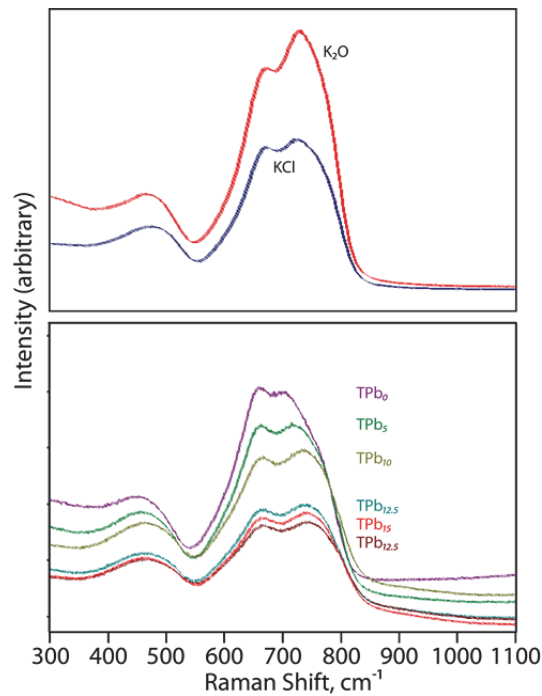 K₂O
KCl
Intensity (arbitrary)
TPb₀
TPb₅
TPb₁₀
TPb₁₂.₅
TPb₁₅
TPb₁₂.₅
300 400 500 600 700 800 900 1000 1100
Raman Shift, cm⁻¹